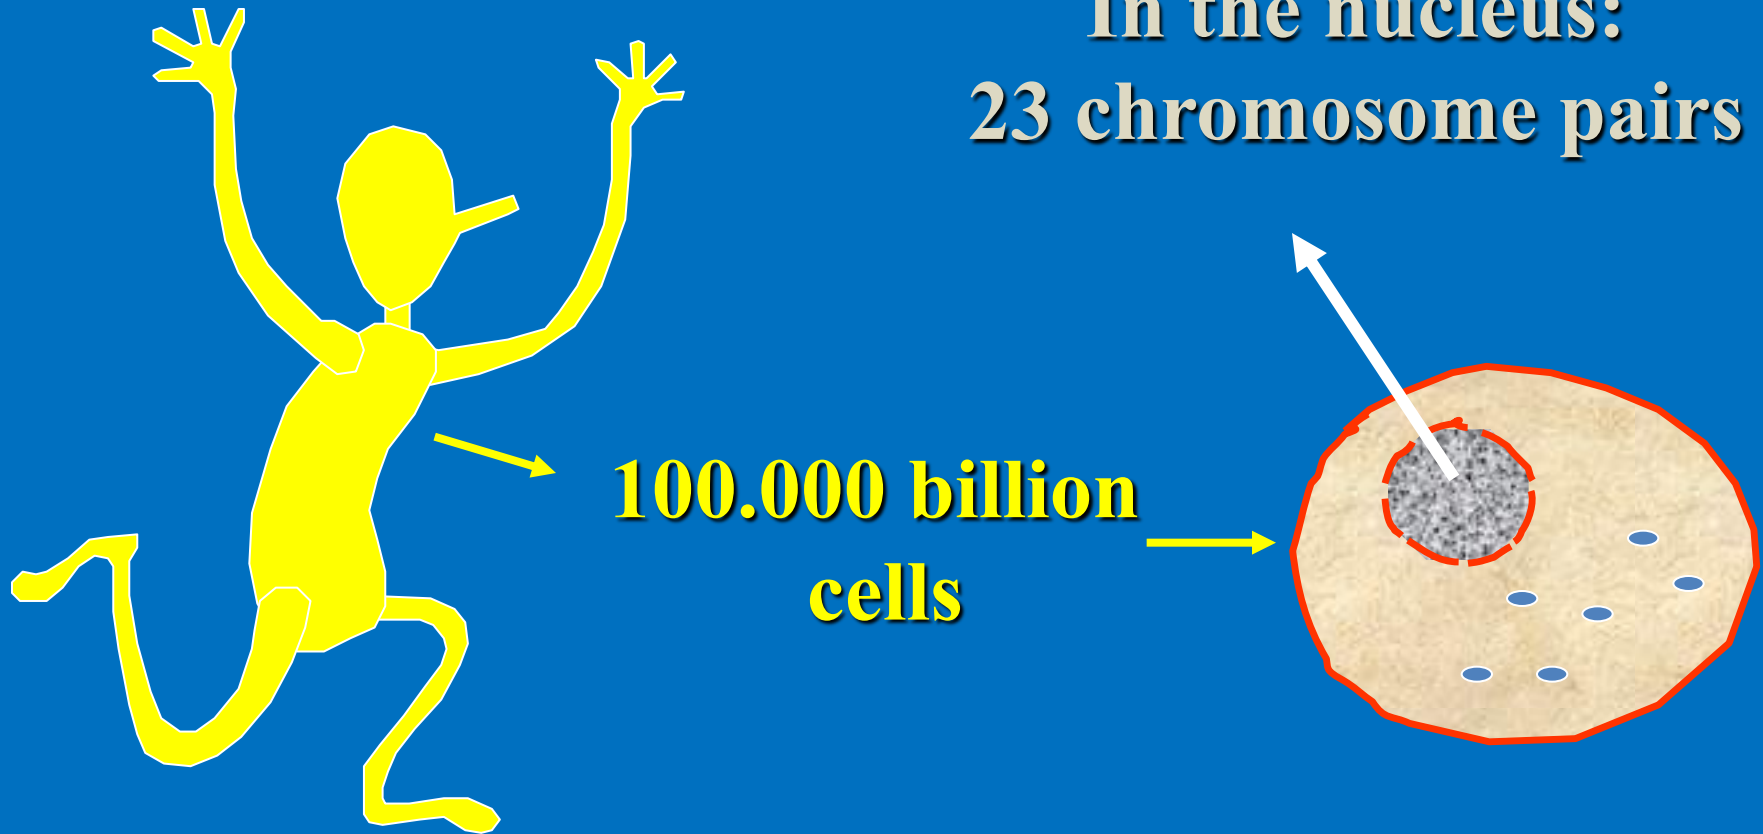 In the nucleus:
23 chromosome pairs
100.000 billion
cells